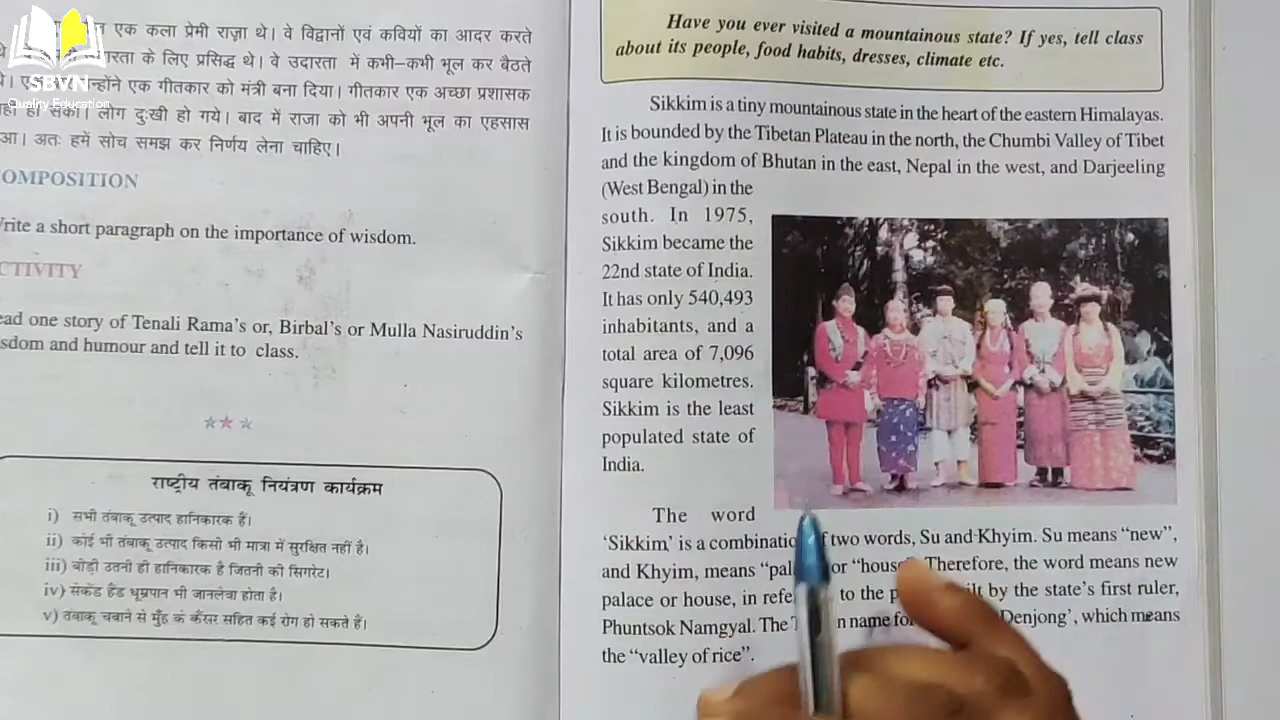 SBVN
Quality Education
एक कला प्रेमी राजा थे। वे विद्वानों एवं कवियों का आदर करते
के लिए प्रसिद्ध थे। वे उदारता में कभी–कभी भूल कर बैठते
न्होंने एक गीतकार को मंत्री बना दिया। गीतकार एक अच्छा प्रशासक
हो सका। लोग दुःखी हो गये। बाद में राजा को भी अपनी भूल का एहसास
आ। अतः हमें सोच समझ कर निर्णय लेना चाहिए।
OMPOSITION
rite a short paragraph on the importance of wisdom.
CTIVITY
ead one story of Tenali Rama's or, Birbal's or Mulla Nasiruddin's
sdom and humour and tell it to class.
राष्ट्रीय तंबाकू नियंत्रण कार्यक्रम
i) सभी तंबाकू उत्पाद हानिकारक हैं।
ii) कोई भी तंबाकू उत्पाद किसी भी मात्रा में सुरक्षित नहीं है।
iii) बीड़ी उतनी ही हानिकारक है जितनी की सिगरेट।
iv) सेकेंड हैंड धूम्रपान भी जानलेवा होता है।
v) तंबाकू चबाने से मुँह के कैंसर सहित कई रोग हो सकते हैं।
Have you ever visited a mountainous state? If yes, tell class
about its people, food habits, dresses, climate etc.
Sikkim is a tiny mountainous state in the heart of the eastern Himalayas.
It is bounded by the Tibetan Plateau in the north, the Chumbi Valley of Tibet
and the kingdom of Bhutan in the east, Nepal in the west, and Darjeeling
(West Bengal) in the
south. In 1975,
Sikkim became the
22nd state of India.
It has only 540,493
inhabitants, and a
total area of 7,096
square kilometres.
Sikkim is the least
populated state of
India.
The word
'Sikkim,' is a combinatio f two words, Su and Khyim. Su means "new",
and Khyim, means "pal or "house". Therefore, the word means new
palace or house, in refe to the p ilt by the state's first ruler,
Phuntsok Namgyal. The T n name for Denjong', which means
the "valley of rice".